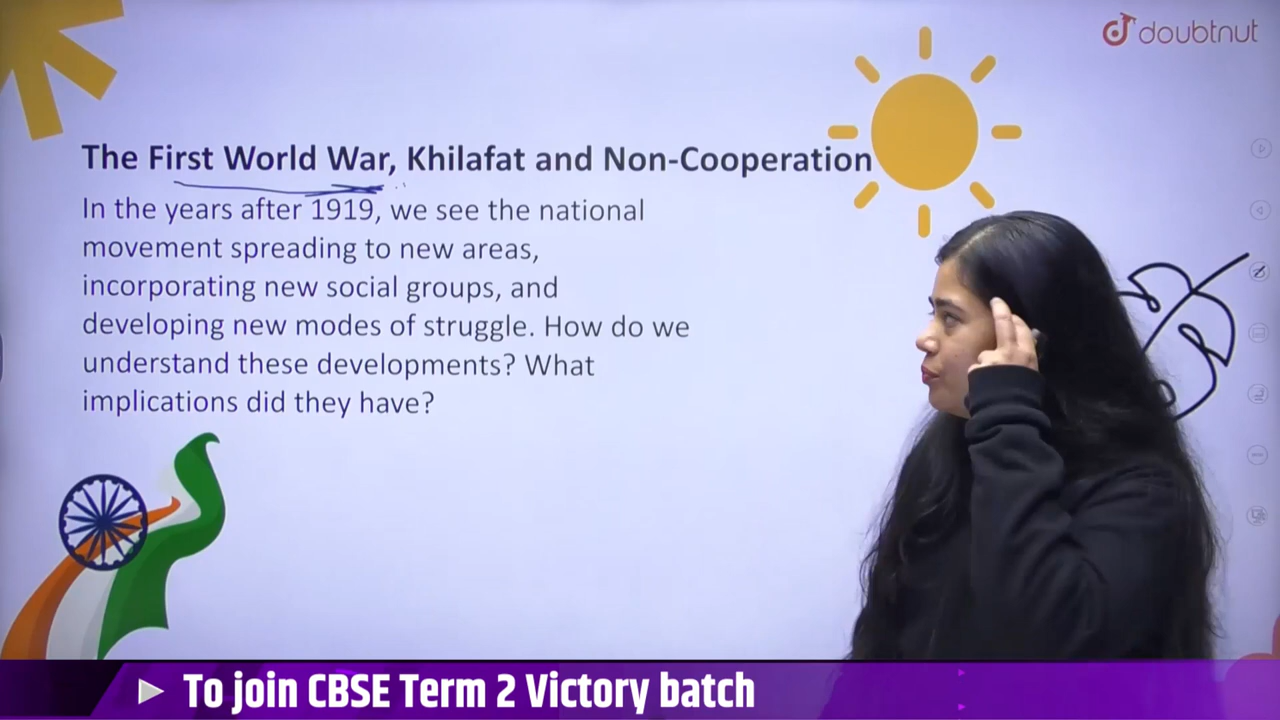 doubtnut
The First World War, Khilafat and Non-Cooperation
In the years after 1919, we see the national
movement spreading to new areas,
incorporating new social groups, and
developing new modes of struggle. How do we
understand these developments? What
implications did they have?
To join CBSE Term 2 Victory batch